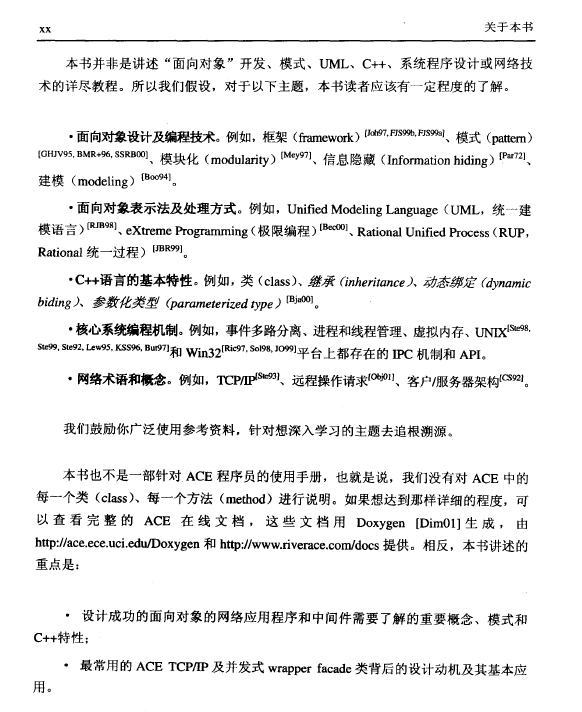 xx 关于本书
本书并非是讲述“面向对象”开发、模式、UML、C++、系统程序设计或网络技
术的详尽教程。所以我们假设，对于以下主题，本书读者应该有一定程度的了解。
·面向对象设计及编程技术。例如，框架（framework）[Joh97, FJS99b, FJS99a]、模式（pattern）
[GHJV95, BMR+96, SSRB00]、模块化（modularity）[Mey97]、信息隐藏（Information hiding）[Par72]、
建模（modeling）[Boo94]。
·面向对象表示法及处理方式。例如，Unified Modeling Language（UML，统一建
模语言）[RJB98]、eXtreme Programming（极限编程）[Bec00]、Rational Unified Process（RUP，
Rational 统一过程）[JBR99]。
·C++语言的基本特性。例如，类（class）、继承（inheritance）、动态绑定（dynamic
biding）、参数化类型（parameterized type）[Bja00]。
·核心系统编程机制。例如，事件多路分离、进程和线程管理、虚拟内存、UNIX[Ste98,
Ste99, Ste92, Lew95, KSS96, But97]和 Win32[Ric97, Sol98, JO99]平台上都存在的 IPC 机制和 API。
·网络术语和概念。例如，TCP/IP[Ste93]、远程操作请求[Obj01]、客户/服务器架构[CS92]。
我们鼓励你广泛使用参考资料，针对想深入学习的主题去追根溯源。
本书也不是一部针对 ACE 程序员的使用手册，也就是说，我们没有对 ACE 中的
每一个类（class）、每一个方法（method）进行说明。如果想达到那样详细的程度，可
以查看完整的 ACE 在线文档，这些文档用 Doxygen [Dim01] 生成，由
http://ace.ece.uci.edu/Doxygen 和 http://www.riverace.com/docs 提供。相反，本书讲述的
重点是：
· 设计成功的面向对象的网络应用程序和中间件需要了解的重要概念、模式和
C++特性；
· 最常用的 ACE TCP/IP 及并发式 wrapper facade 类背后的设计动机及其基本应
用。